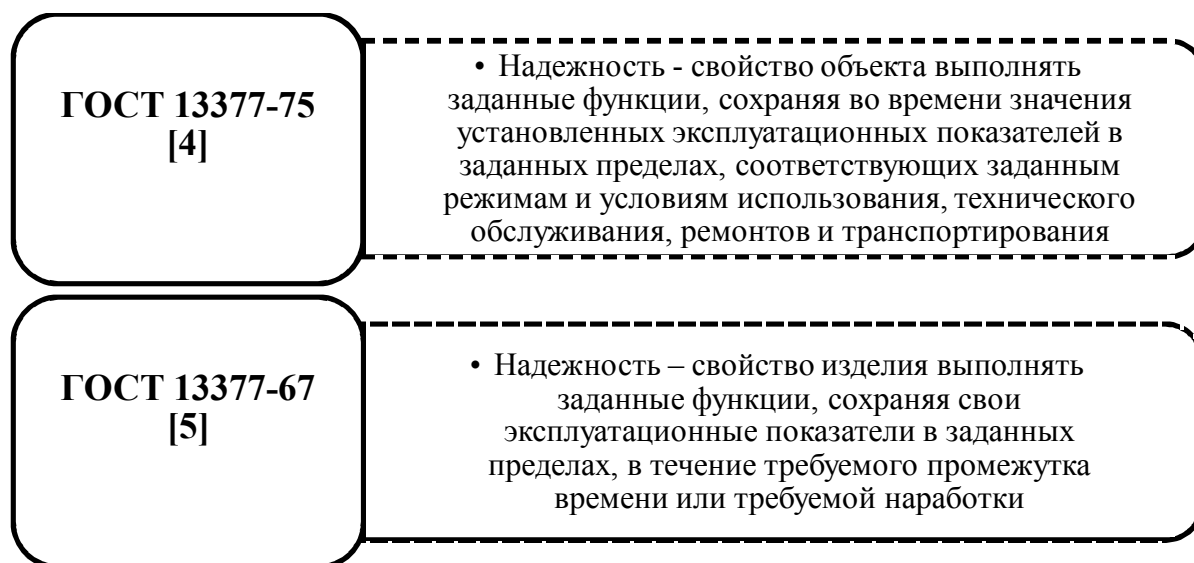 ГОСТ 13377-75
[4]
• Надежность - свойство объекта выполнять
заданные функции, сохраняя во времени значения
установленных эксплуатационных показателей в
заданных пределах, соответствующих заданным
режимам и условиям использования, технического
обслуживания, ремонтов и транспортирования
ГОСТ 13377-67
[5]
• Надежность – свойство изделия выполнять
заданные функции, сохраняя свои
эксплуатационные показатели в заданных
пределах, в течение требуемого промежутка
времени или требуемой наработки